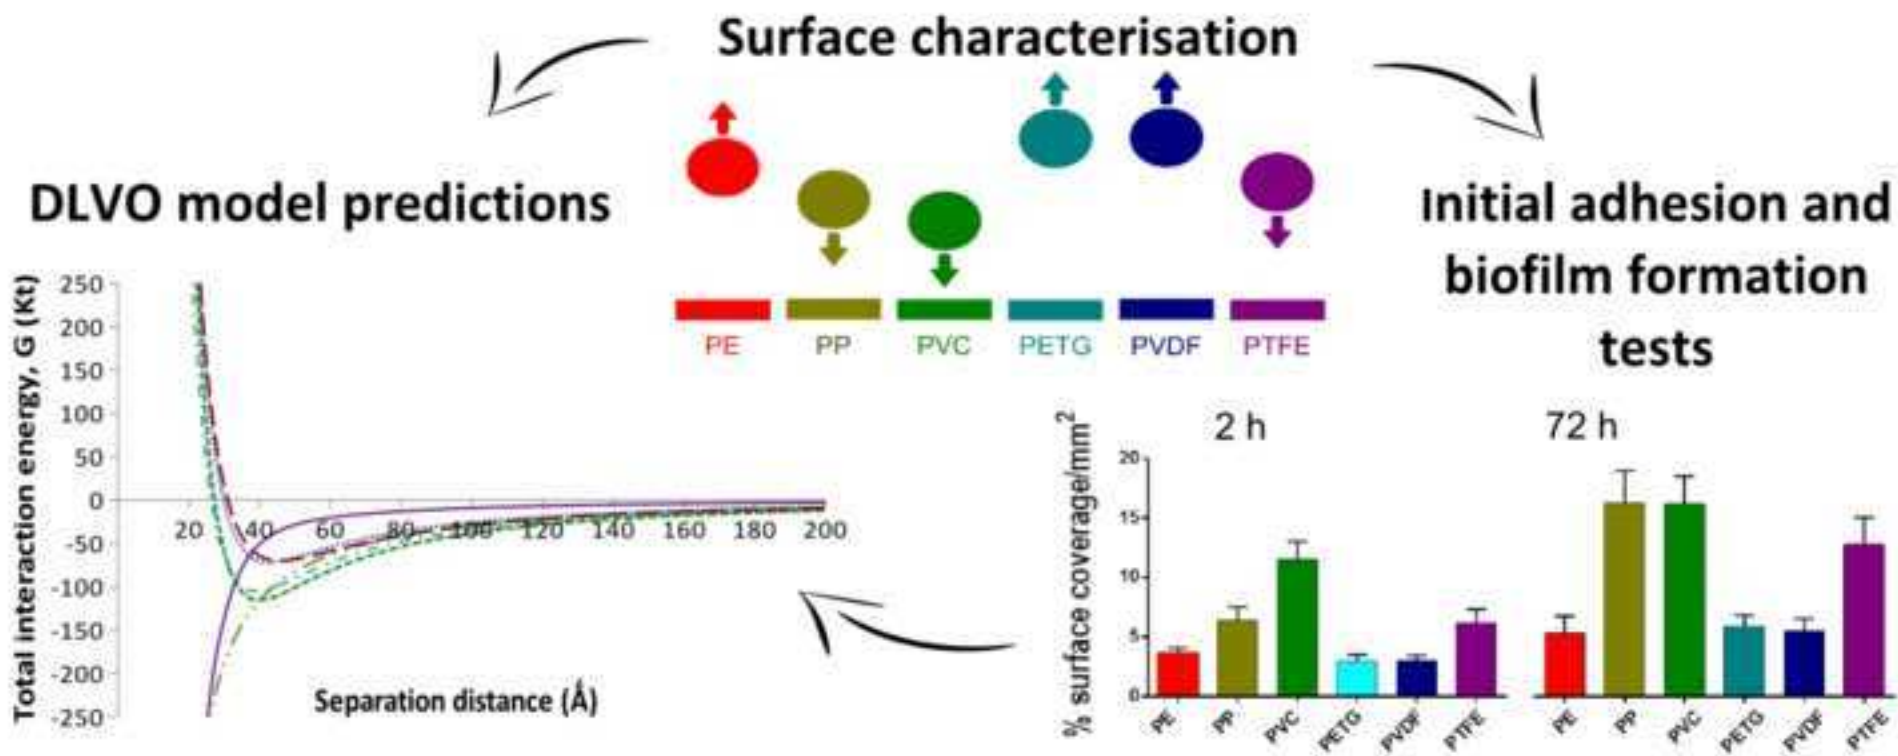 Surface characterisation
DLVO model predictions
Initial adhesion and
biofilm formation
tests
PE PP PVC PETG PVDF PTFE
Total interaction energy, G (Kt)
250
200
150
100
50
0
-50
-100
-150
-200
-250
20 40 60 80 100 120 140 160 180 200
Separation distance (Å)
% surface coverage/mm²
2 h
72 h
20
15
10
5
0
PE PP PVC PETG PVDF PTFE
PE PP PVC PETG PVDF PTFE